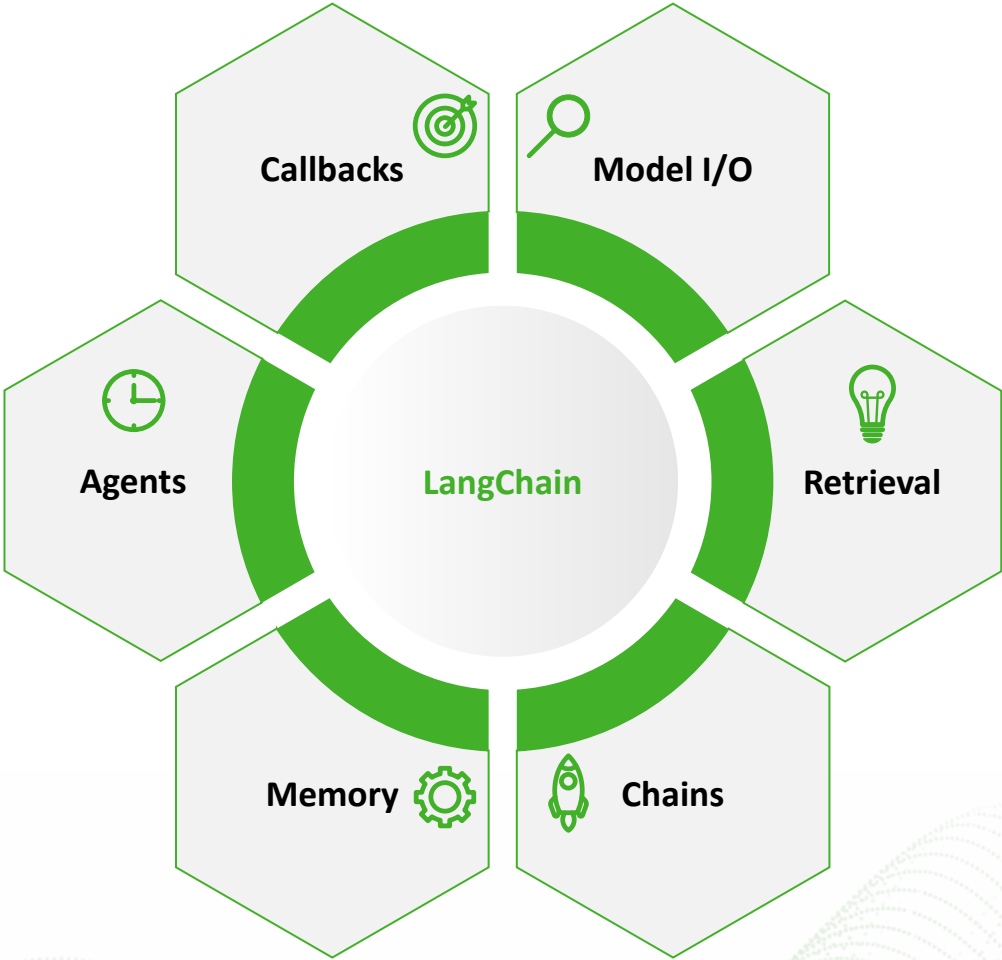 Callbacks
Model I/O
Agents
LangChain
Retrieval
Memory
Chains